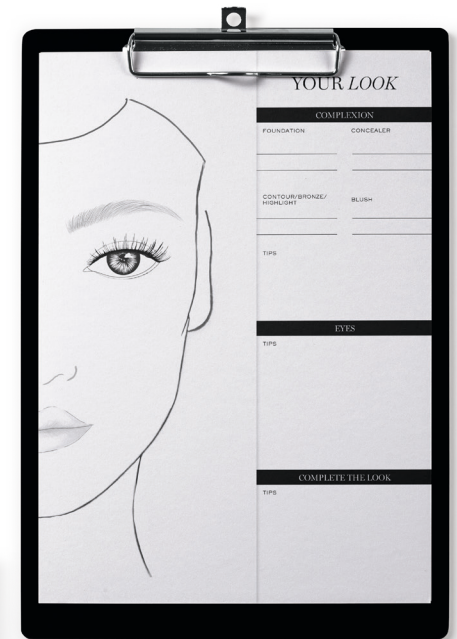 YOUR LOOK
COMPLEXION
FOUNDATION
CONCEALER
CONTOUR/BRONZE/
HIGHLIGHT
BLUSH
TIPS
EYES
TIPS
COMPLETE THE LOOK
TIPS